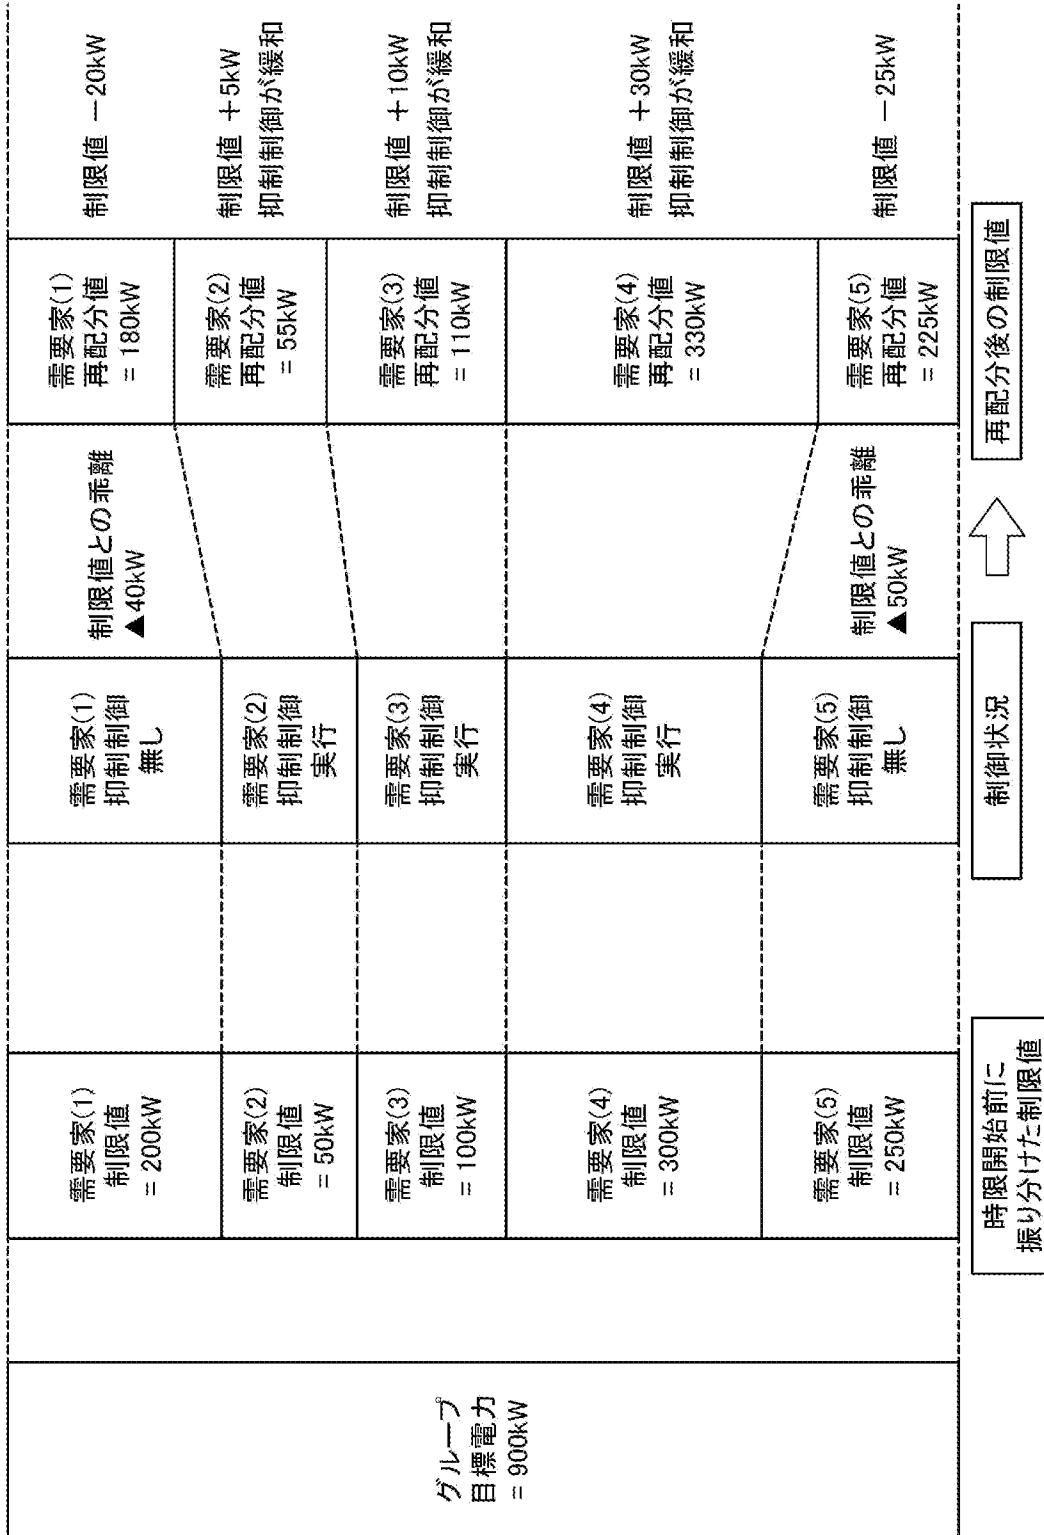 グループ
目標電力
= 900kW
需要家(1)
制限値
= 200kW
需要家(2)
制限値
= 50kW
需要家(3)
制限値
= 100kW
需要家(4)
制限値
= 300kW
需要家(5)
制限値
= 250kW
時限開始前に
振り分けた制限値
需要家(1)
抑制制御
無し
需要家(2)
抑制制御
実行
需要家(3)
抑制制御
実行
需要家(4)
抑制制御
実行
需要家(5)
抑制制御
無し
制御状況
制限値との乖離
▲40kW
制限値との乖離
▲50kW
需要家(1)
再配分値
= 180kW
需要家(2)
再配分値
= 55kW
需要家(3)
再配分値
= 110kW
需要家(4)
再配分値
= 330kW
需要家(5)
再配分値
= 225kW
再配分後の制限値
制限値 －20kW
制限値 ＋5kW
抑制制御が緩和
制限値 ＋10kW
抑制制御が緩和
制限値 ＋30kW
抑制制御が緩和
制限値 －25kW